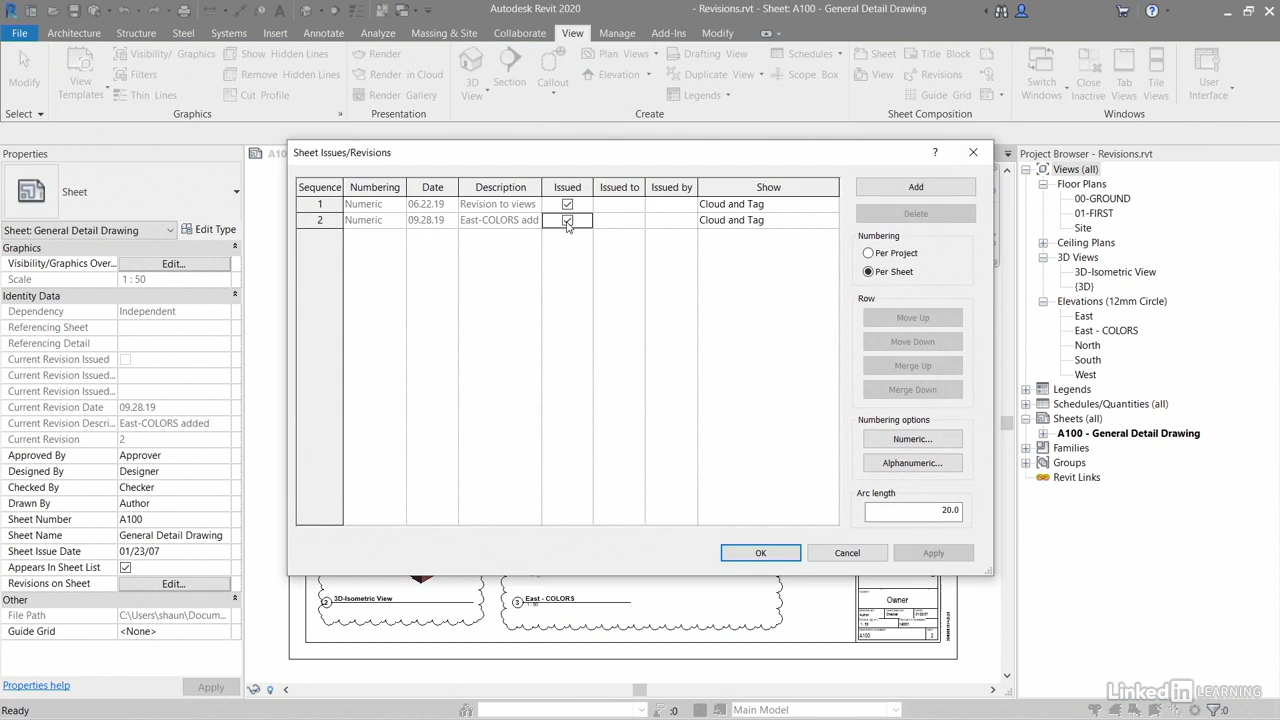 Autodesk Revit 2020
- Revisions.rvt - Sheet: A100 - General Detail Drawing
File Architecture Structure Steel Systems Insert Annotate Analyze Massing & Site Collaborate View Manage Add-Ins Modify
Visibility/ Graphics Show Hidden Lines Render Plan Views Drafting View Schedules Sheet Title Block
Filters Remove Hidden Lines Render in Cloud Elevation Duplicate View Scope Box View Revisions
Thin Lines Cut Profile Render Gallery Legends Guide Grid
Modify
View
Templates
3D
View
Section
Callout
Switch
Windows
Close
Inactive
Tab
Views
Tile
Views
User
Interface
Select Graphics Presentation Create Sheet Composition Windows
Properties
Sheet
Sheet: General Detail Drawing Edit Type
Graphics
Visibility/Graphics Over... Edit...
Scale 1 : 50
Identity Data
Dependency Independent
Referencing Sheet
Referencing Detail
Current Revision Issued
Current Revision Issued...
Current Revision Issued...
Current Revision Date 09.28.19
Current Revision Descri... East-COLORS added
Current Revision 2
Approved By Approver
Designed By Designer
Checked By Checker
Drawn By Author
Sheet Number A100
Sheet Name General Detail Drawing
Sheet Issue Date 01/23/07
Appears In Sheet List
Revisions on Sheet Edit...
Other
File Path C:\Users\shaun\Docum...
Guide Grid <None>
Properties help Apply
A10
Sheet Issues/Revisions ?
Sequence Numbering Date Description Issued Issued to Issued by Show
1 Numeric 06.22.19 Revision to views Cloud and Tag
2 Numeric 09.28.19 East-COLORS add Cloud and Tag
Add
Delete
Numbering
Per Project
Per Sheet
Row
Move Up
Move Down
Merge Up
Merge Down
Numbering options
Numeric...
Alphanumeric...
Arc length
20.0
OK Cancel Apply
2 3D-Isometric View
3 East - COLORS
1 : 50
Owner
A100 2
Project Browser - Revisions.rvt
Views (all)
Floor Plans
00-GROUND
01-FIRST
Site
Ceiling Plans
3D Views
3D-Isometric View
{3D}
Elevations (12mm Circle)
East
East - COLORS
North
South
West
Legends
Schedules/Quantities (all)
Sheets (all)
A100 - General Detail Drawing
Families
Groups
Revit Links
Ready :0 Main Model :0
LinkedIn LEARNING